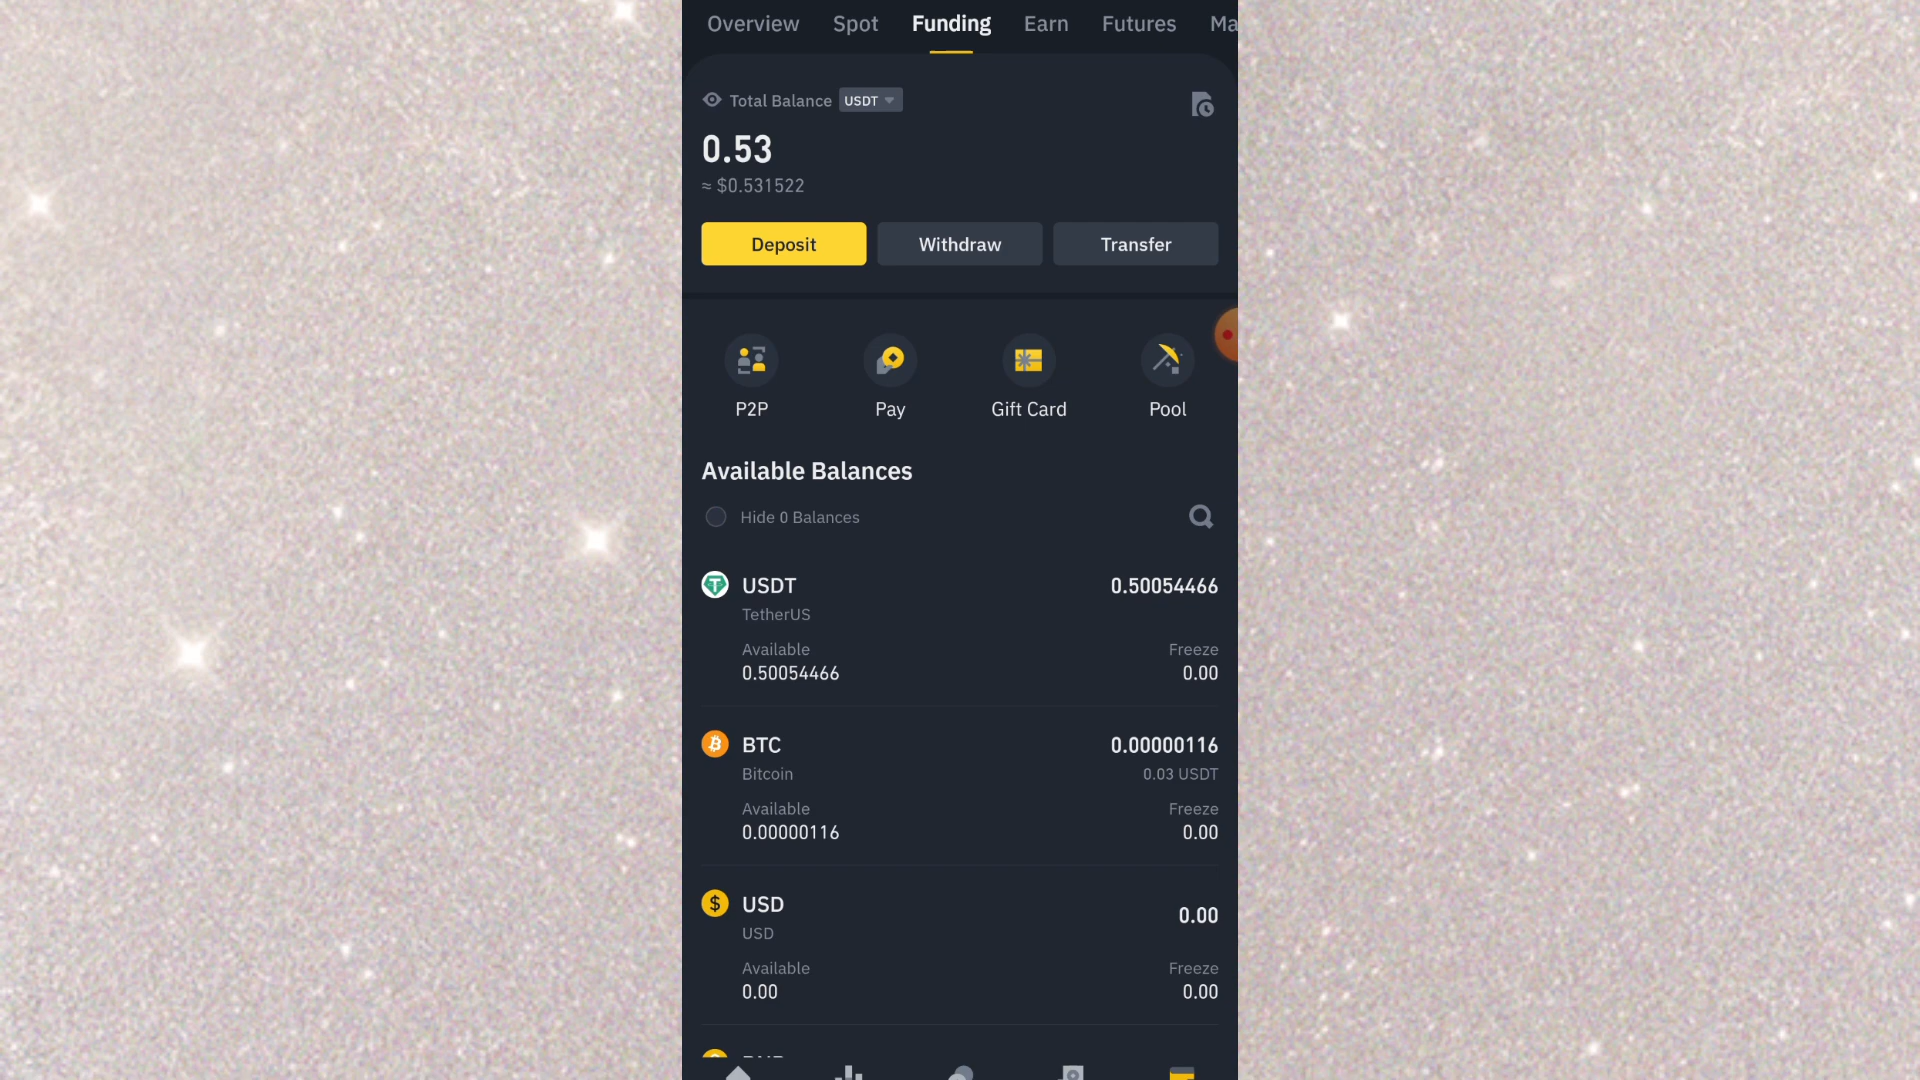 Overview Spot Funding Earn Futures Ma
Total Balance USDT
0.53
≈ $0.531522
Deposit Withdraw Transfer
P2P Pay Gift Card Pool
Available Balances
Hide 0 Balances
USDT 0.50054466
TetherUS
Available Freeze
0.50054466 0.00
BTC 0.00000116
Bitcoin 0.03 USDT
Available Freeze
0.00000116 0.00
USD 0.00
USD
Available Freeze
0.00 0.00